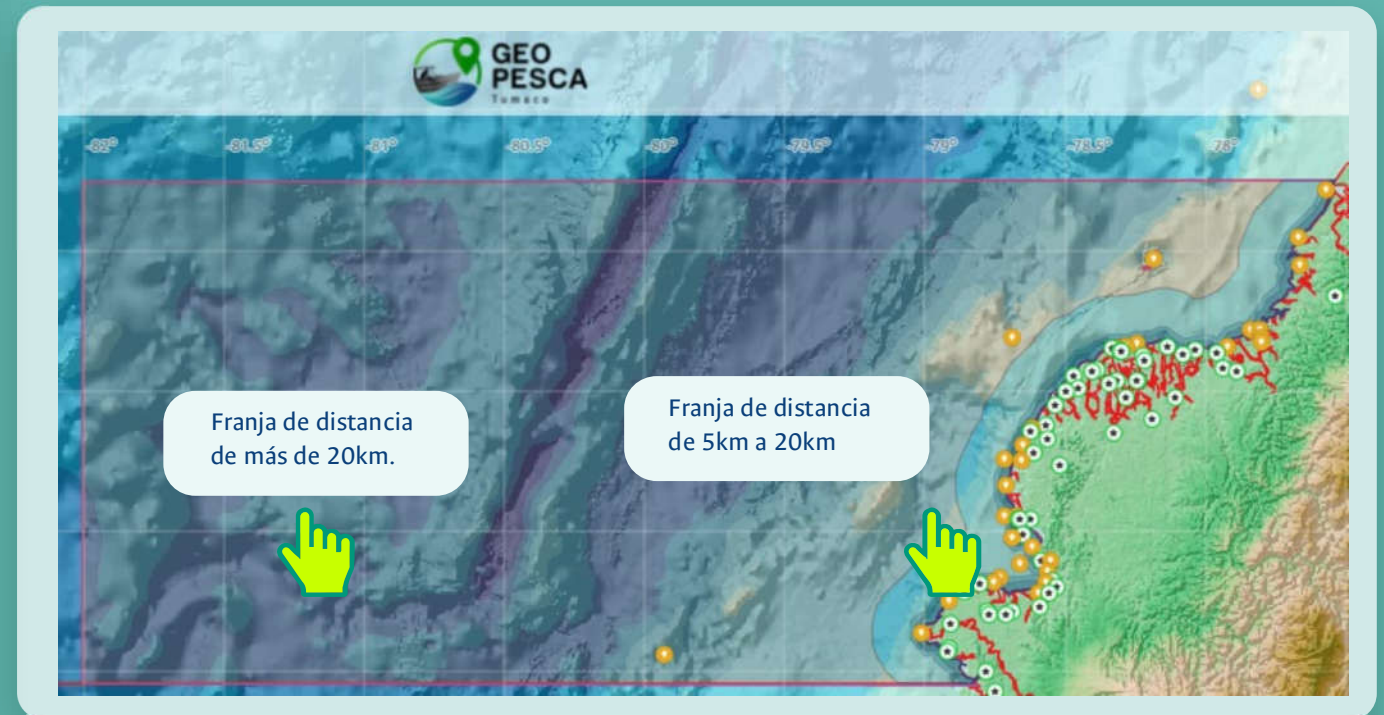 GEO
PESCA
Tumaco
-82° -81.5° -81° -80.5° -80° -79.5° -79° -78.5° -78°
Franja de distancia
de más de 20km.
Franja de distancia
de 5km a 20km